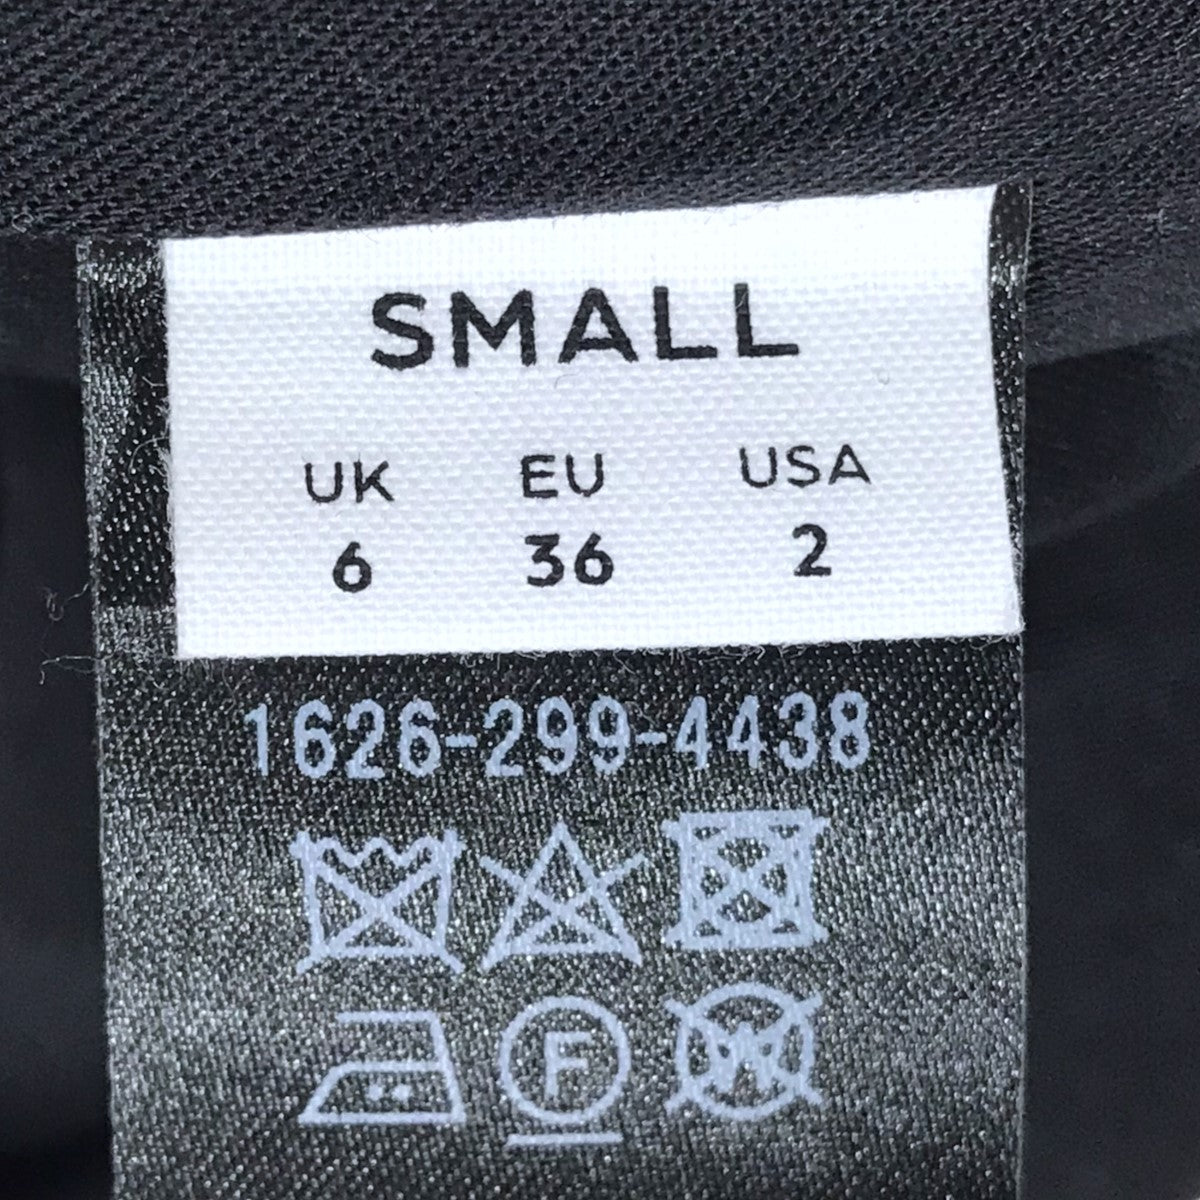 SMALL
UK EU USA
6 36 2
1626-299-4438
F W